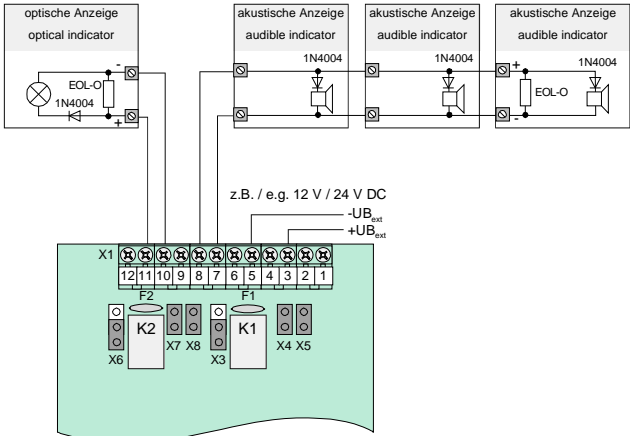 optische Anzeige
optical indicator
akustische Anzeige
audible indicator
akustische Anzeige
audible indicator
akustische Anzeige
audible indicator
-
EOL-O
1N4004
+
1N4004
1N4004
1N4004
+
EOL-O
-
z.B. / e.g. 12 V / 24 V DC
-UBext
+UBext
X1
12 11 10 9 8 7 6 5 4 3 2 1
F2
F1
K2
K1
X6
X7 X8
X3
X4 X5